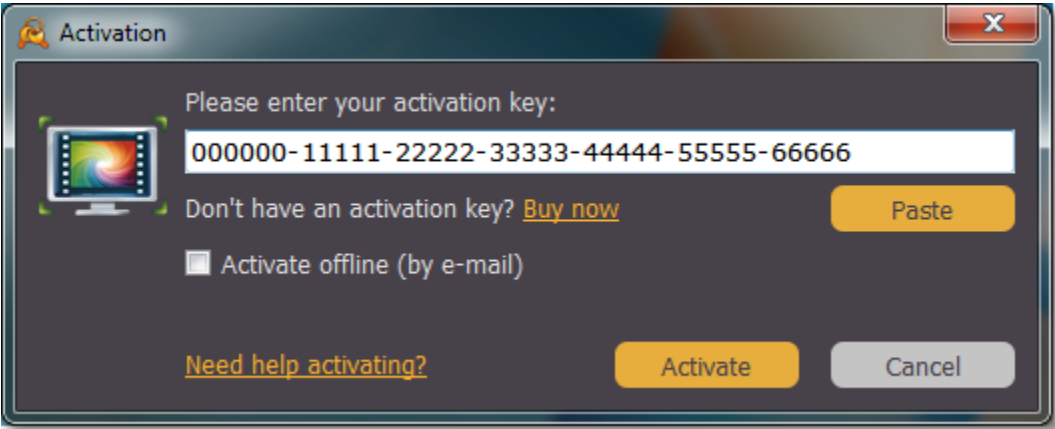 Activation
Please enter your activation key:
000000-11111-22222-33333-44444-55555-66666
Don't have an activation key? Buy now
Paste
Activate offline (by e-mail)
Need help activating?
Activate
Cancel